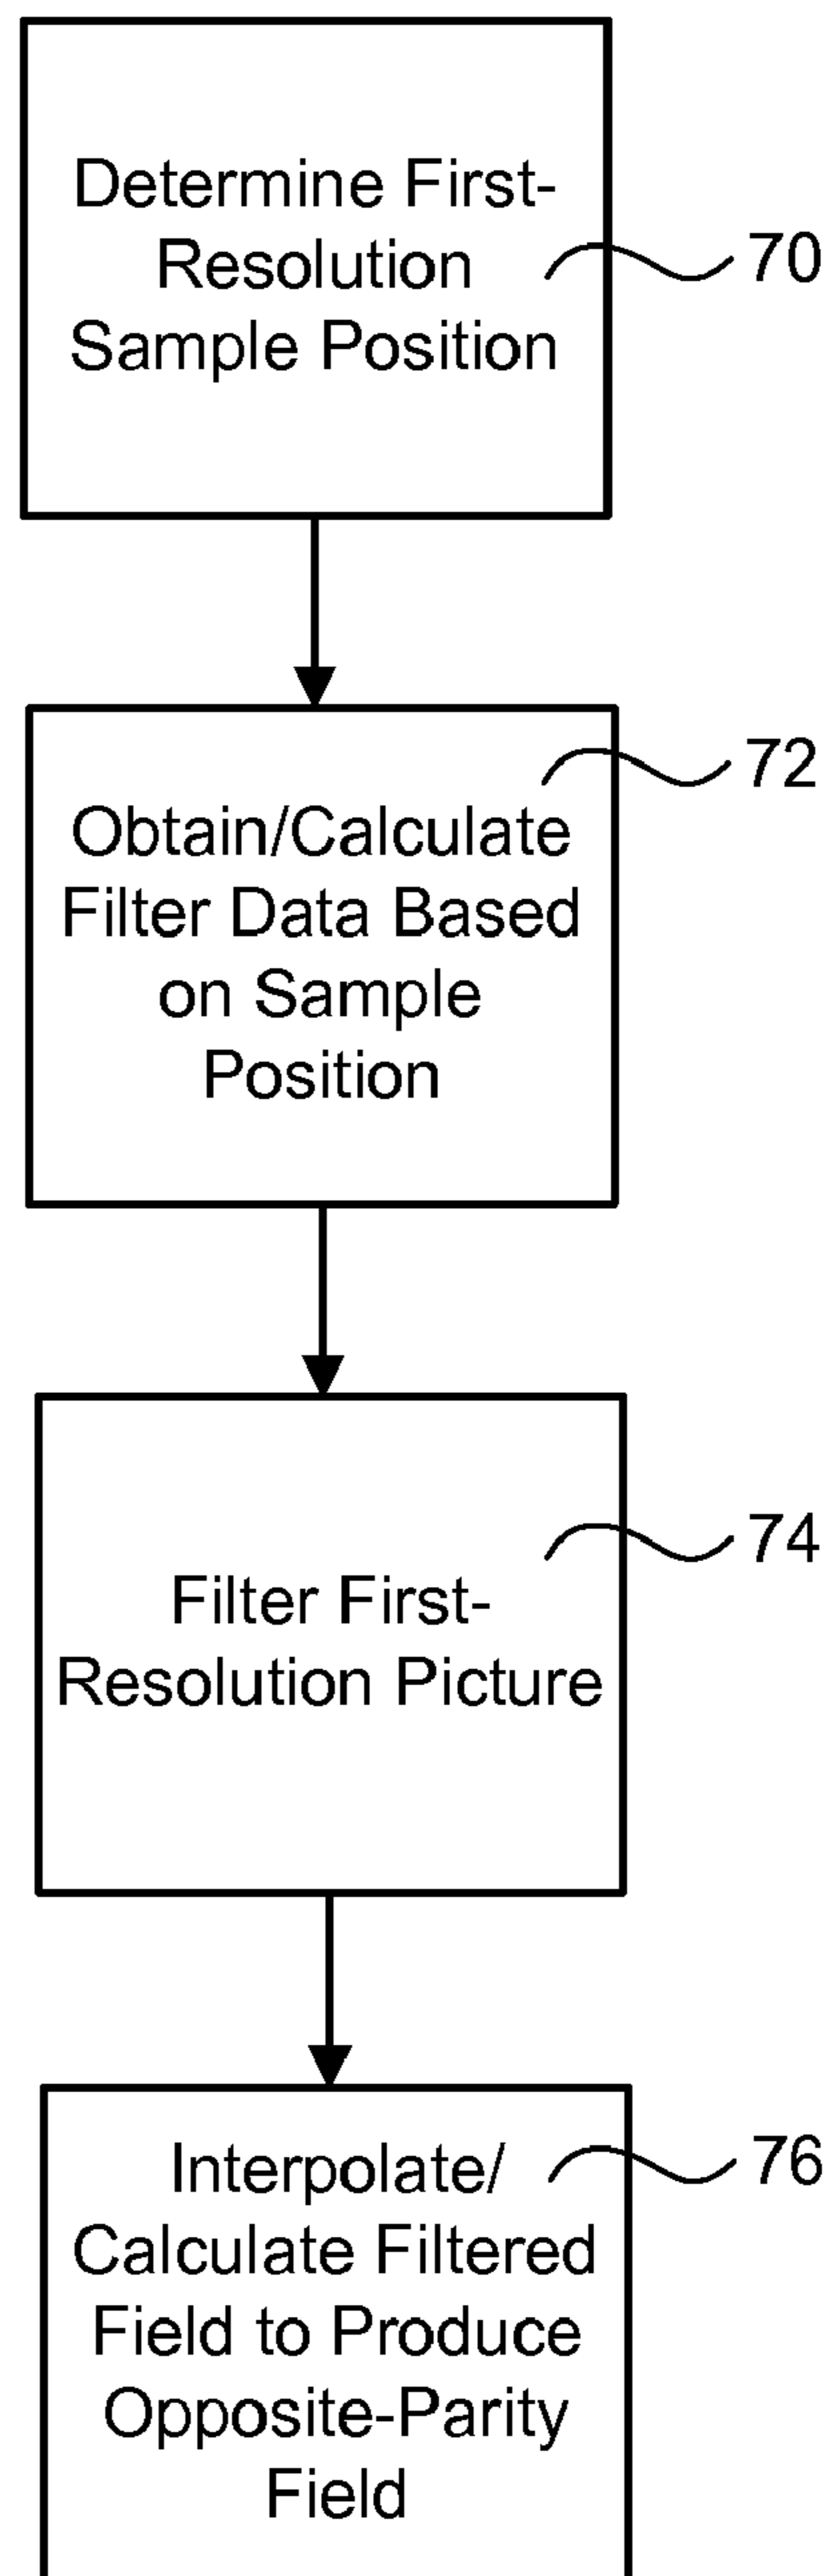 Determine First-
Resolution
Sample Position
70
72
Obtain/Calculate
Filter Data Based
on Sample
Position
74
Filter First-
Resolution Picture
76
Interpolate/
Calculate Filtered
Field to Produce
Opposite-Parity
Field